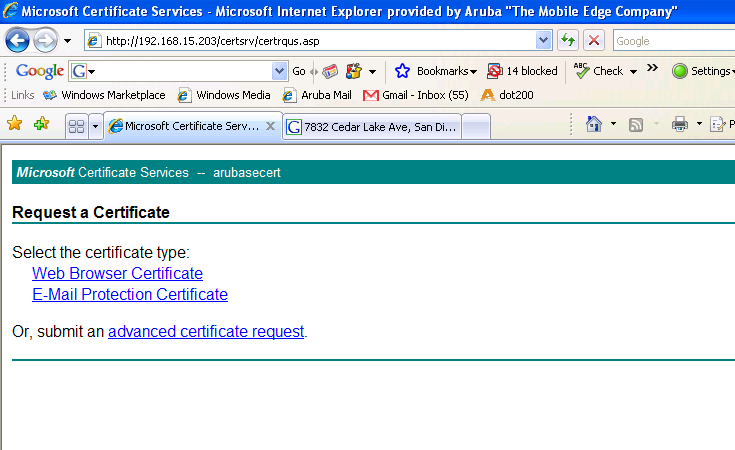 Microsoft Certificate Services - Microsoft Internet Explorer provided by Aruba "The Mobile Edge Company"
http://192.168.15.203/certsrv/certrqus.asp Google
Google G Go Bookmarks 14 blocked ABC Check » Settings
Links Windows Marketplace Windows Media Aruba Mail Gmail - Inbox (55) dot200
Microsoft Certificate Serv... G 7832 Cedar Lake Ave, San Di... P
Microsoft Certificate Services -- arubasecert
Request a Certificate
Select the certificate type:
Web Browser Certificate
E-Mail Protection Certificate
Or, submit an advanced certificate request.